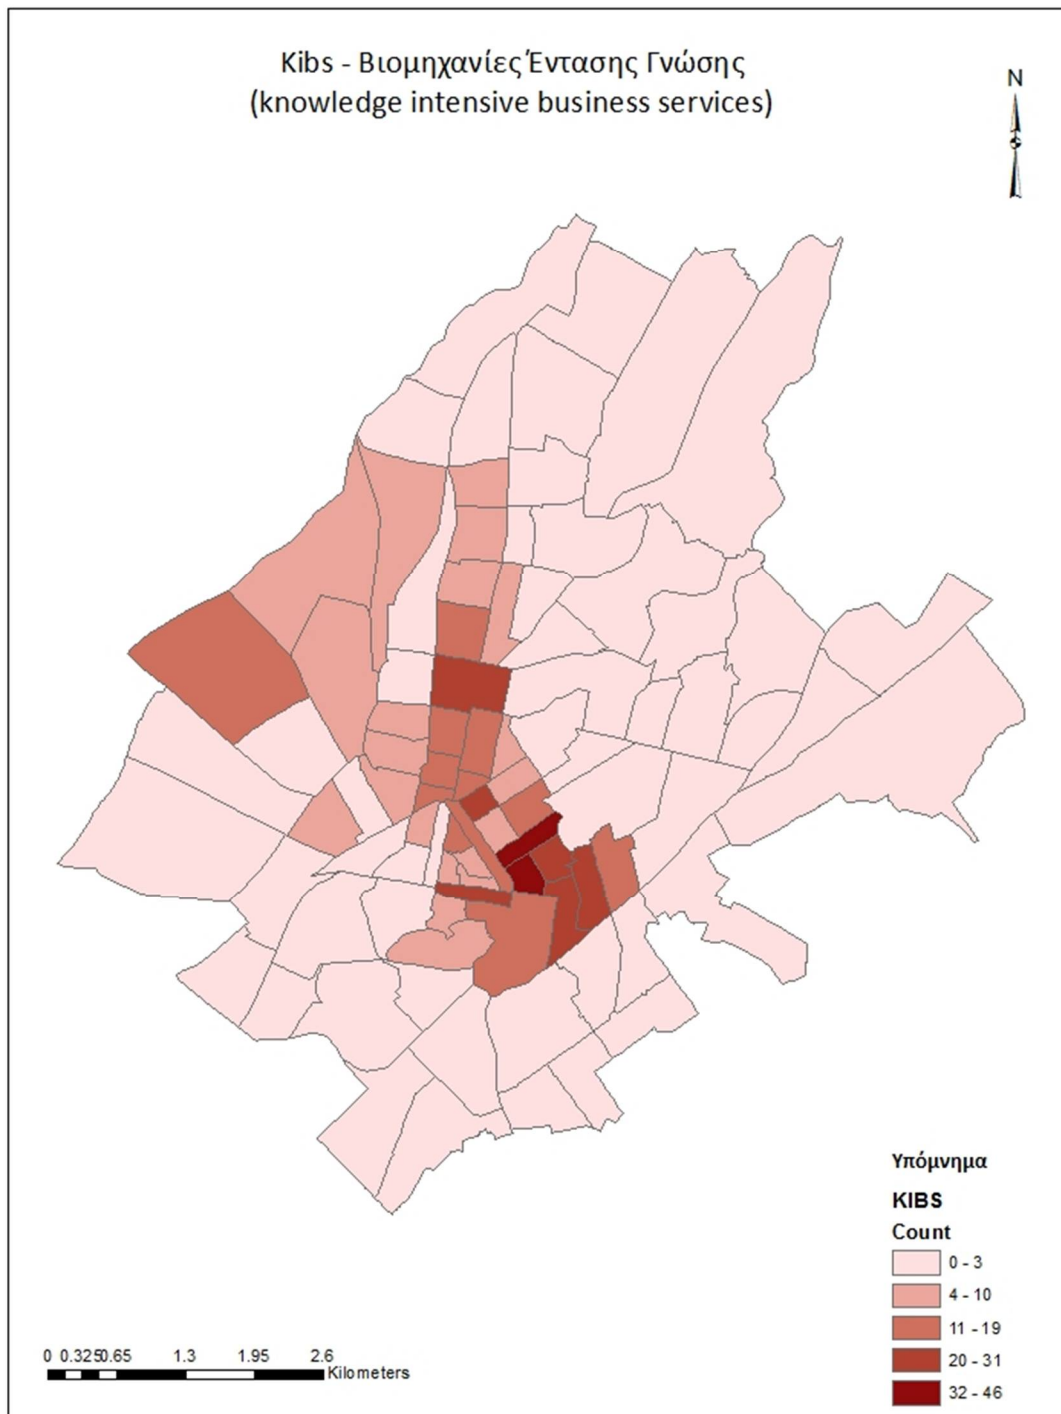 Kibs - Βιομηχανίες Έντασης Γνώσης
(knowledge intensive business services)
N
Υπόμνημα
KIBS
Count
0 - 3
4 - 10
11 - 19
20 - 31
32 - 46
0 0.325 0.65 1.3 1.95 2.6
Kilometers